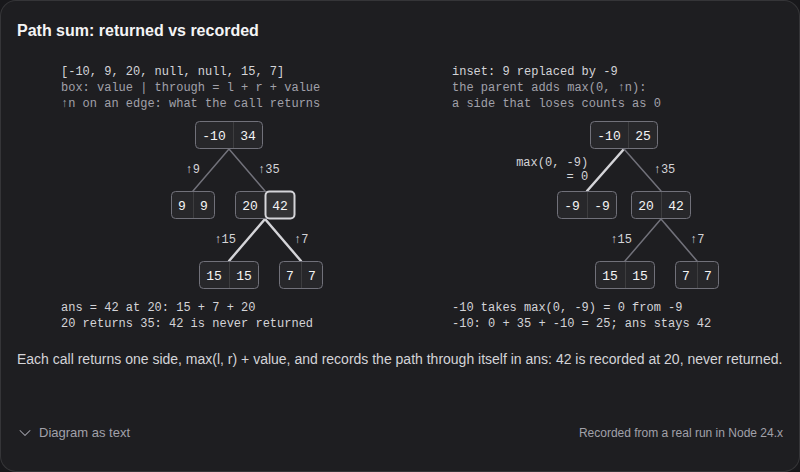 Path sum: returned vs recorded
[-10, 9, 20, null, null, 15, 7]
box: value | through = l + r + value
↑n on an edge: what the call returns
-10 34
↑9 ↑35
9 9 20 42
↑15 ↑7
15 15 7 7
ans = 42 at 20: 15 + 7 + 20
20 returns 35: 42 is never returned
inset: 9 replaced by -9
the parent adds max(0, ↑n):
a side that loses counts as 0
-10 25
max(0, -9)
= 0
↑35
-9 -9 20 42
↑15 ↑7
15 15 7 7
-10 takes max(0, -9) = 0 from -9
-10: 0 + 35 + -10 = 25; ans stays 42
Each call returns one side, max(l, r) + value, and records the path through itself in ans: 42 is recorded at 20, never returned.
Diagram as text
Recorded from a real run in Node 24.x